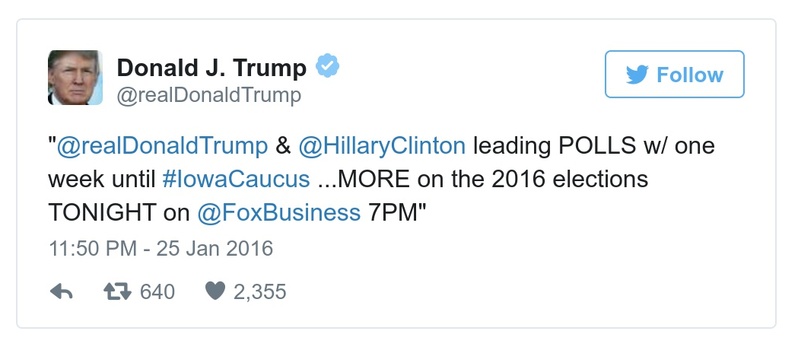 Donald J. Trump
@realDonaldTrump
Follow
"@realDonaldTrump & @HillaryClinton leading POLLS w/ one
week until #IowaCaucus ...MORE on the 2016 elections
TONIGHT on @FoxBusiness 7PM"
11:50 PM - 25 Jan 2016
640 2,355